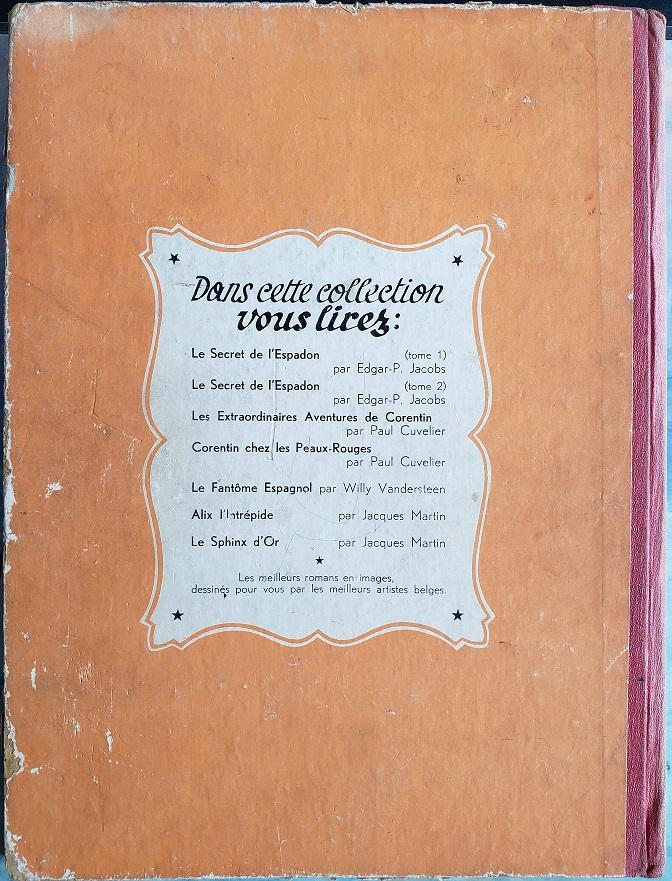 Dans cette collection
vous lirez:
Le Secret de l'Espadon (tome 1)
par Edgar-P. Jacobs
Le Secret de l'Espadon (tome 2)
par Edgar-P. Jacobs
Les Extraordinaires Aventures de Corentin
par Paul Cuvelier
Corentin chez les Peaux-Rouges
par Paul Cuvelier
Le Fantôme Espagnol par Willy Vandersteen
Alix l'Intrépide par Jacques Martin
Le Sphinx d'Or par Jacques Martin
Les meilleurs romans en images,
dessinés pour vous par les meilleurs artistes belges.